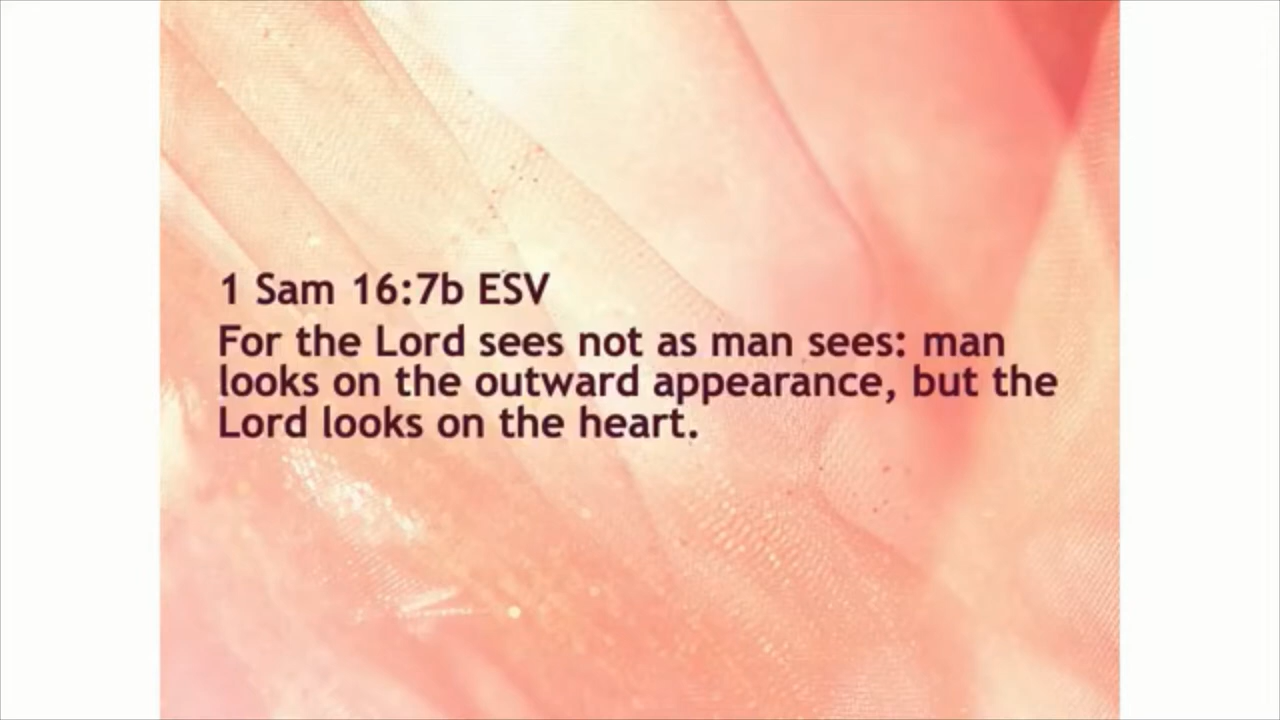 1 Sam 16:7b ESV
For the Lord sees not as man sees: man
looks on the outward appearance, but the
Lord looks on the heart.